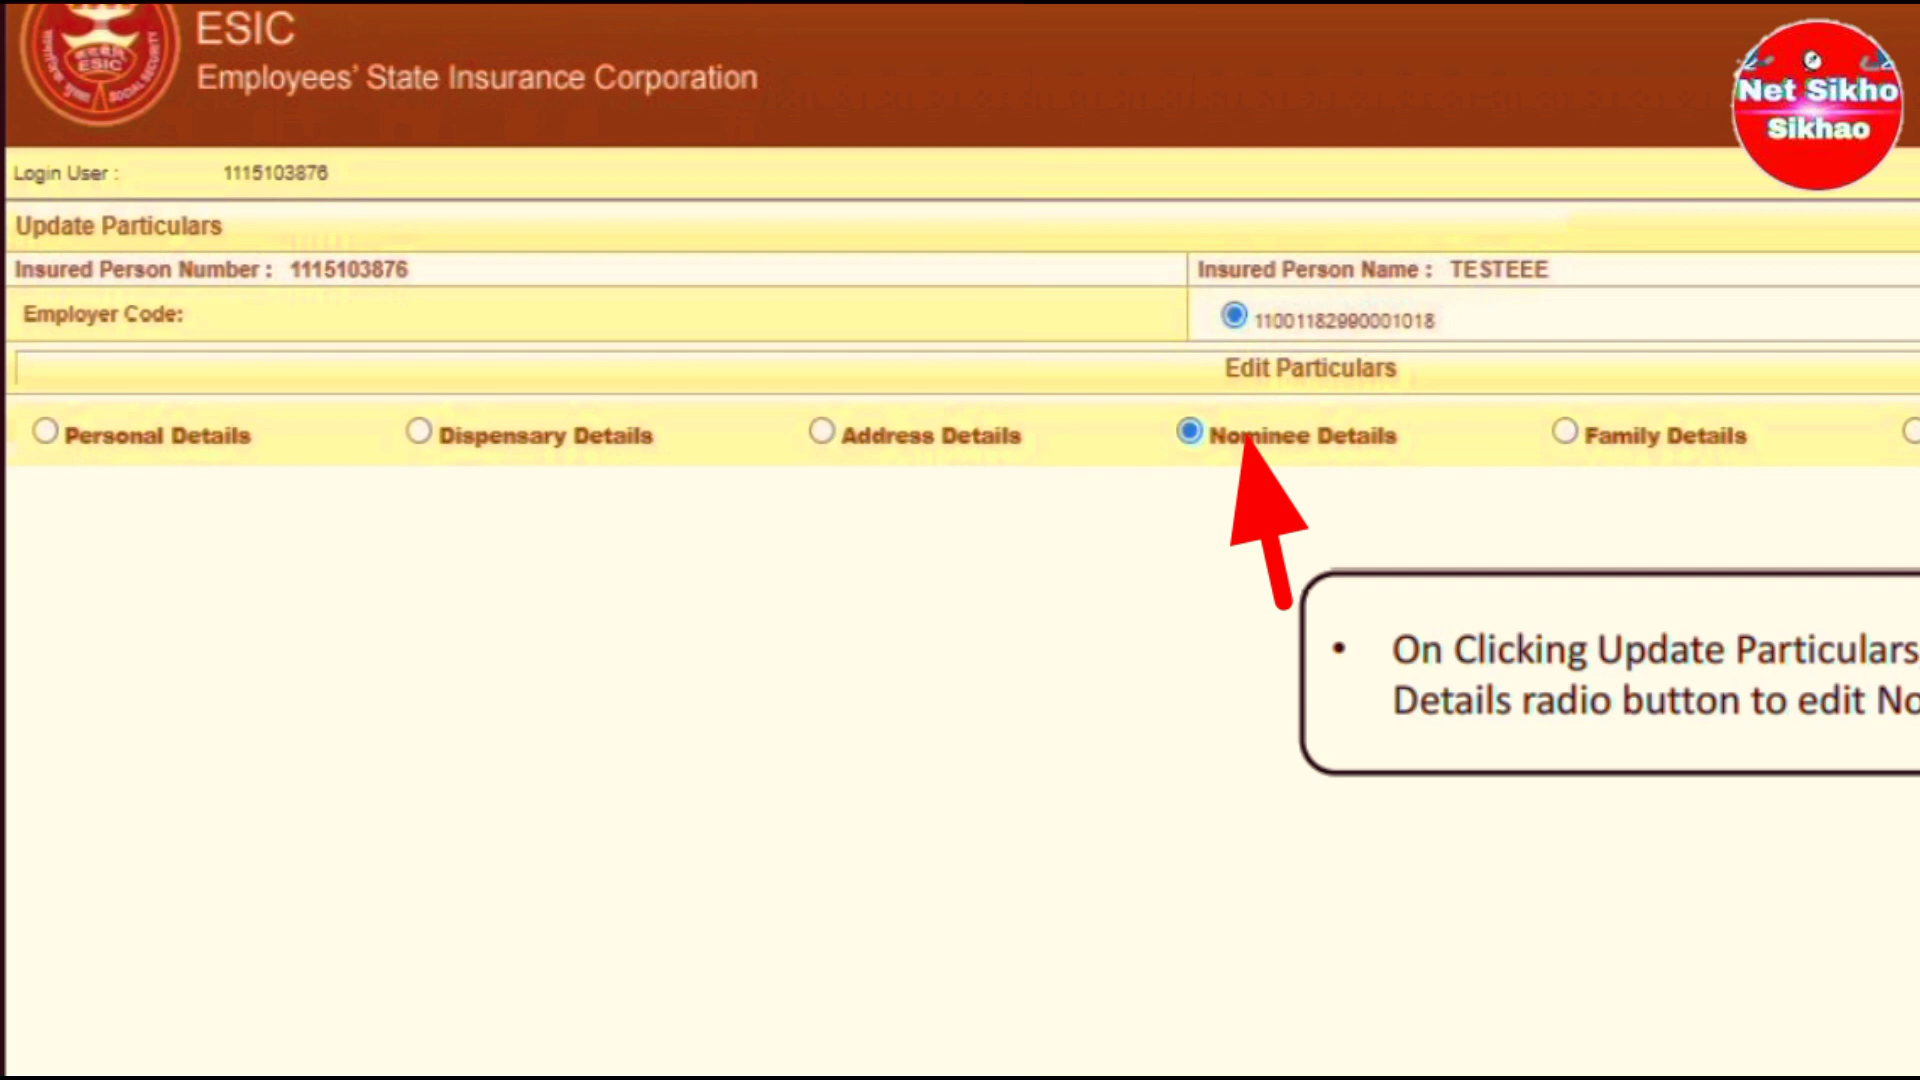 ESIC
Employees' State Insurance Corporation
ESIC
Net Sikho
Sikhao
Login User : 1115103876
Update Particulars
Insured Person Number : 1115103876 Insured Person Name : TESTEEE
Employer Code: 11001182990001018
Edit Particulars
Personal Details Dispensary Details Address Details Nominee Details Family Details
• On Clicking Update Particulars
Details radio button to edit No